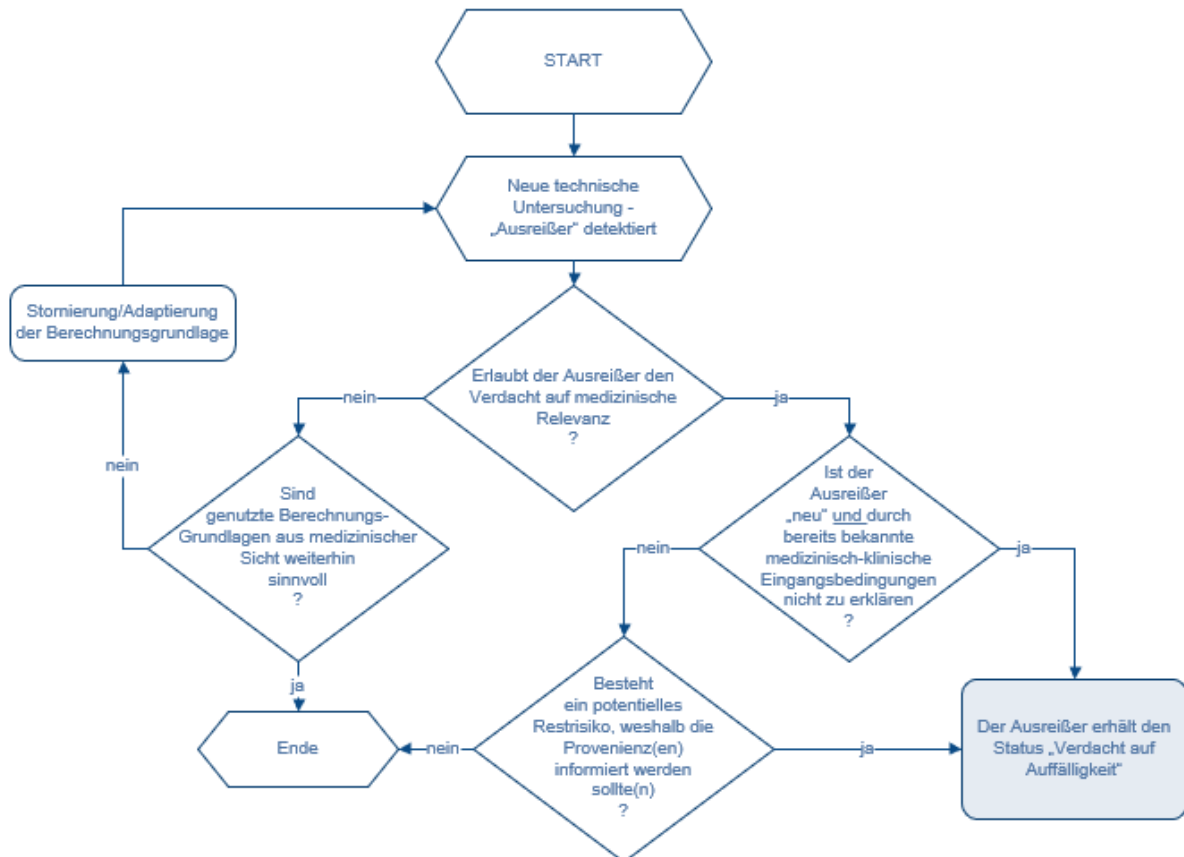 START
Neue technische
Untersuchung -
„Ausreißer“ detektiert
Stornierung/Adaptierung
der Berechnungsgrundlage
Erlaubt der Ausreißer den
Verdacht auf medizinische
Relevanz
?
nein
ja
nein
Sind
genutzte Berechnungs-
Grundlagen aus medizinischer
Sicht weiterhin
sinnvoll
?
Ist der
Ausreißer
„neu“ und durch
bereits bekannte
medizinisch-klinische
Eingangsbedingungen
nicht zu erklären
?
nein
ja
ja
Ende
nein
Besteht
ein potentielles
Restrisiko, weshalb die
Provenienz(en)
informiert werden
sollte(n)
?
ja
Der Ausreißer erhält den
Status „Verdacht auf
Auffälligkeit“